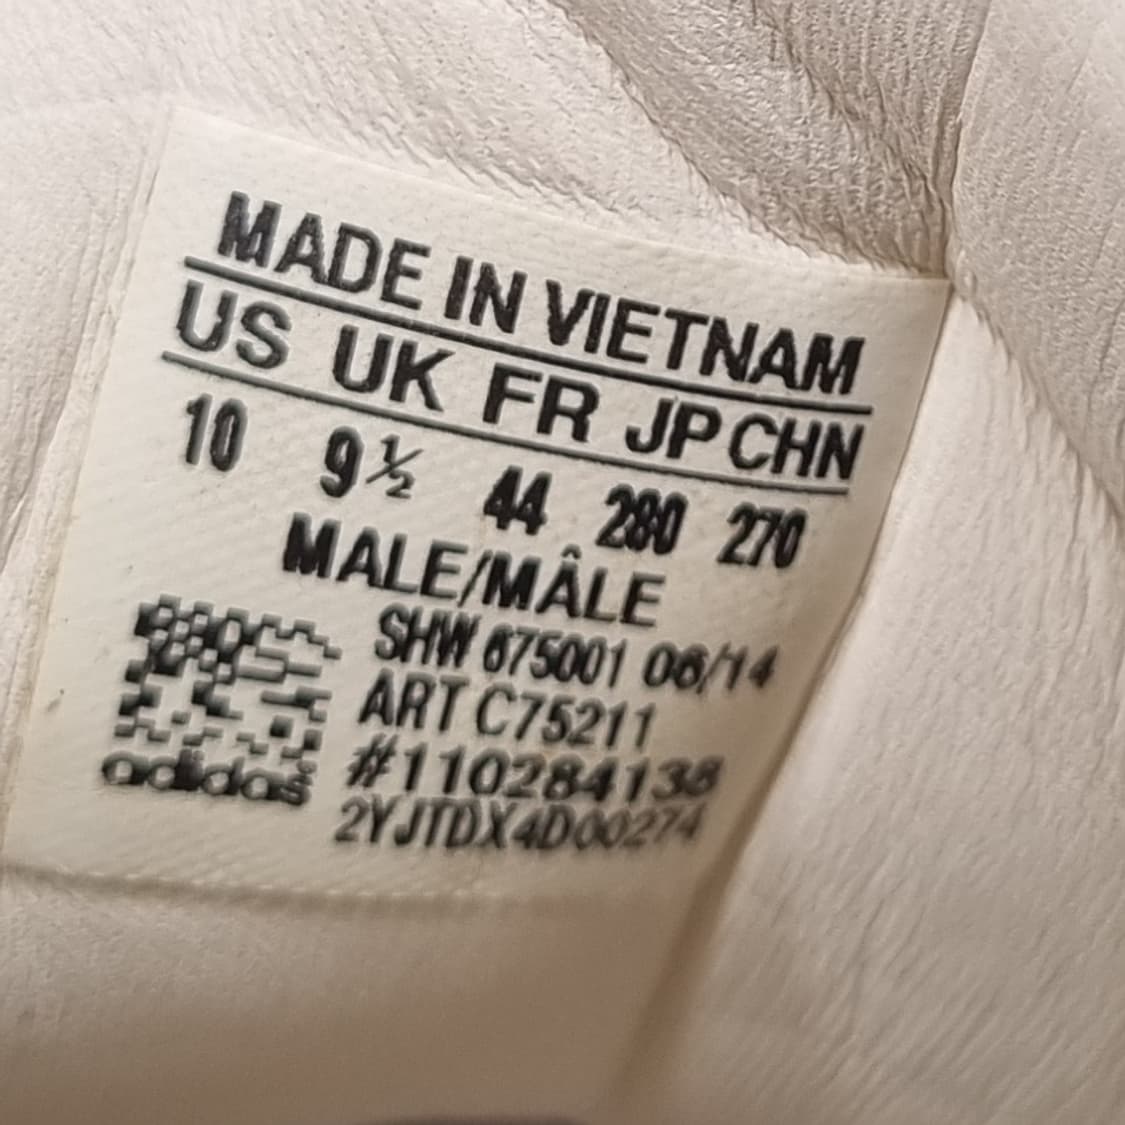 MADE IN VIETNAM
US UK FR JP CHN
10 9½ 44 280 270
MALE/MÂLE
SHW 675001 06/14
ART C75211
#110284138
2YJTDX4D00274
adidas